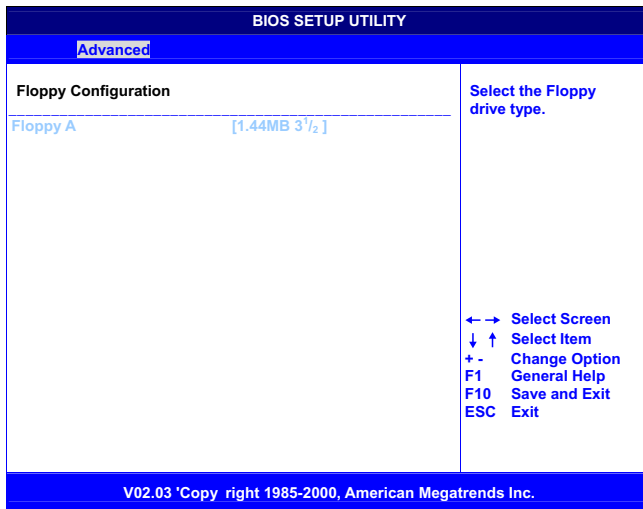 BIOS SETUP UTILITY
Advanced
Floppy Configuration
Floppy A [1.44MB 3¹/₂ ]
Select the Floppy
drive type.
←→ Select Screen
↓ ↑ Select Item
+ - Change Option
F1 General Help
F10 Save and Exit
ESC Exit
V02.03 'Copy right 1985-2000, American Megatrends Inc.